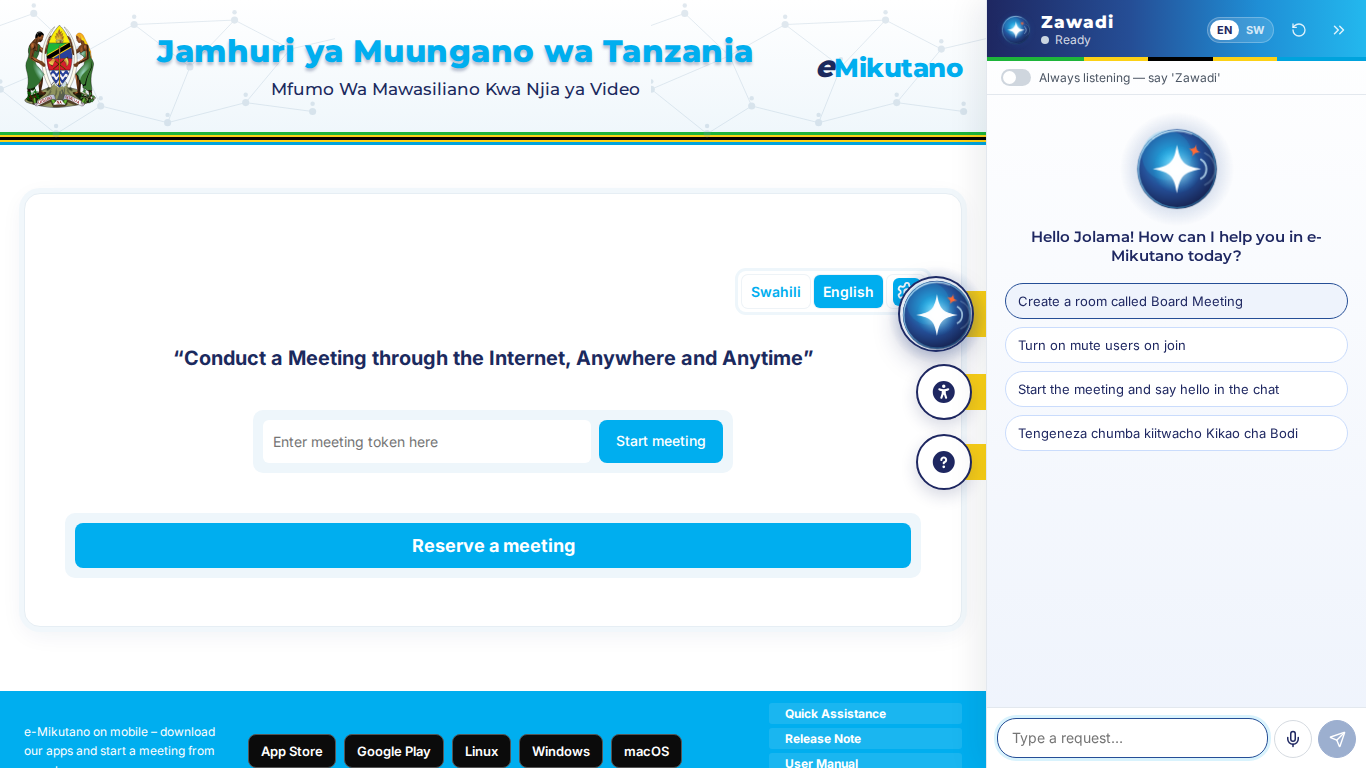 Jamhuri ya Muungano wa Tanzania
Mfumo Wa Mawasiliano Kwa Njia ya Video
eMikutano
Swahili
English
“Conduct a Meeting through the Internet, Anywhere and Anytime”
Enter meeting token here
Start meeting
Reserve a meeting
e-Mikutano on mobile – download
our apps and start a meeting from
App Store
Google Play
Linux
Windows
macOS
Quick Assistance
Release Note
User Manual
Zawadi
Ready
EN
SW
Always listening — say 'Zawadi'
Hello Jolama! How can I help you in e-
Mikutano today?
Create a room called Board Meeting
Turn on mute users on join
Start the meeting and say hello in the chat
Tengeneza chumba kiitwacho Kikao cha Bodi
Type a request...